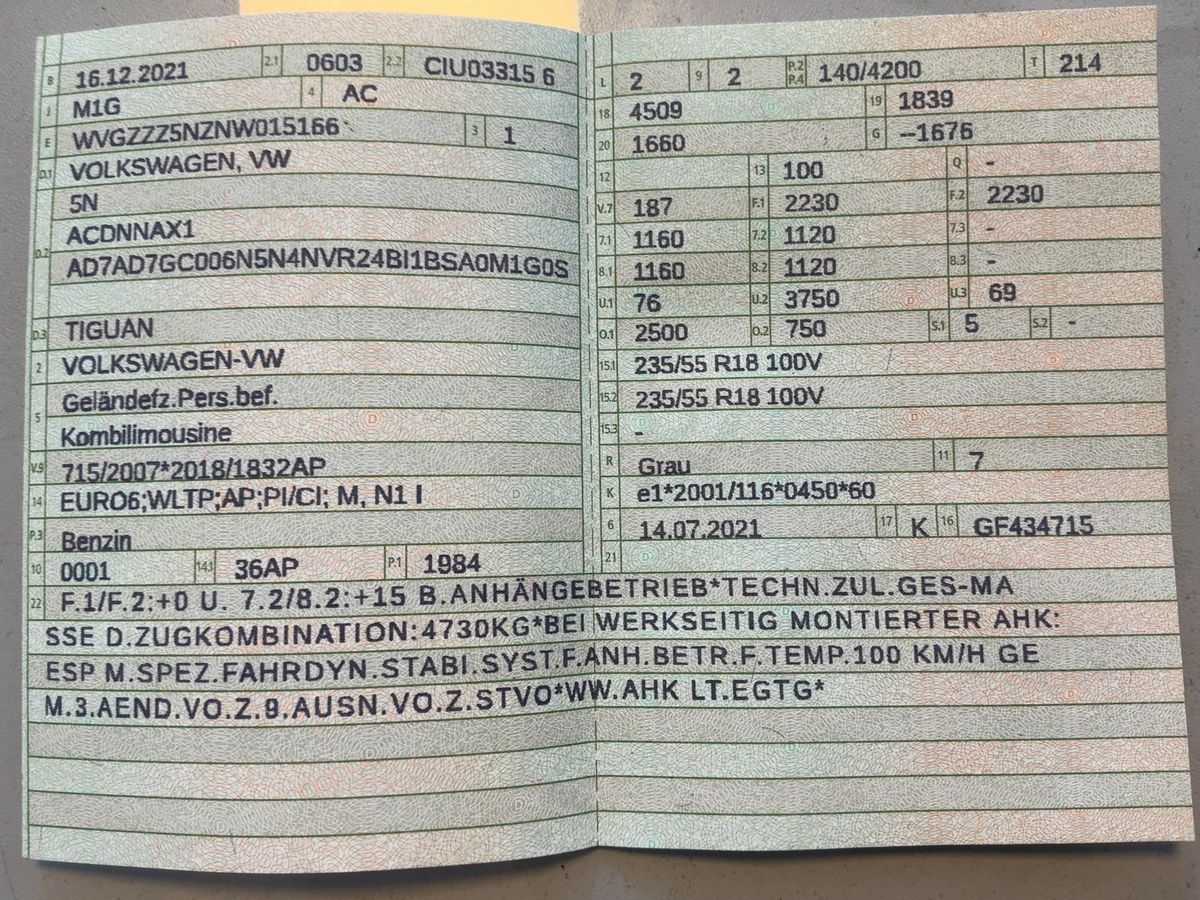 B 16.12.2021 2.1 0603 2.2 CIU03315 6
J M1G 4 AC
E WVGZZZ5NZNW015166 3 1
D.1 VOLKSWAGEN, VW
5N
ACDNNAX1
D.2 AD7AD7GC006N5N4NVR24BI1BSA0M1G0S
D.3 TIGUAN
2 VOLKSWAGEN-VW
5 Geländefz.Pers.bef.
Kombilimousine
V.9 715/2007*2018/1832AP
14 EURO6;WLTP;AP;PI/CI; M, N1 I
P.3 Benzin
10 0001 14.1 36AP P.1 1984
L 2 9 2 P.2 P.4 140/4200 T 214
18 4509 19 1839
20 1660 G --1676
12 13 100 Q -
V.7 187 F.1 2230 F.2 2230
7.1 1160 7.2 1120 7.3 -
8.1 1160 8.2 1120 8.3 -
U.1 76 U.2 3750 U.3 69
O.1 2500 O.2 750 S.1 5 S.2 -
15.1 235/55 R18 100V
15.2 235/55 R18 100V
15.3 -
R Grau 11 7
K e1*2001/116*0450*60
6 14.07.2021 17 K 16 GF434715
21
22 F.1/F.2:+0 U. 7.2/8.2:+15 B.ANHÄNGEBETRIEB*TECHN.ZUL.GES-MA
SSE D.ZUGKOMBINATION:4730KG*BEI WERKSEITIG MONTIERTER AHK:
ESP M.SPEZ.FAHRDYN.STABI.SYST.F.ANH.BETR.F.TEMP.100 KM/H GE
M.3.AEND.VO.Z.9.AUSN.VO.Z.STVO*WW.AHK LT.EGTG*